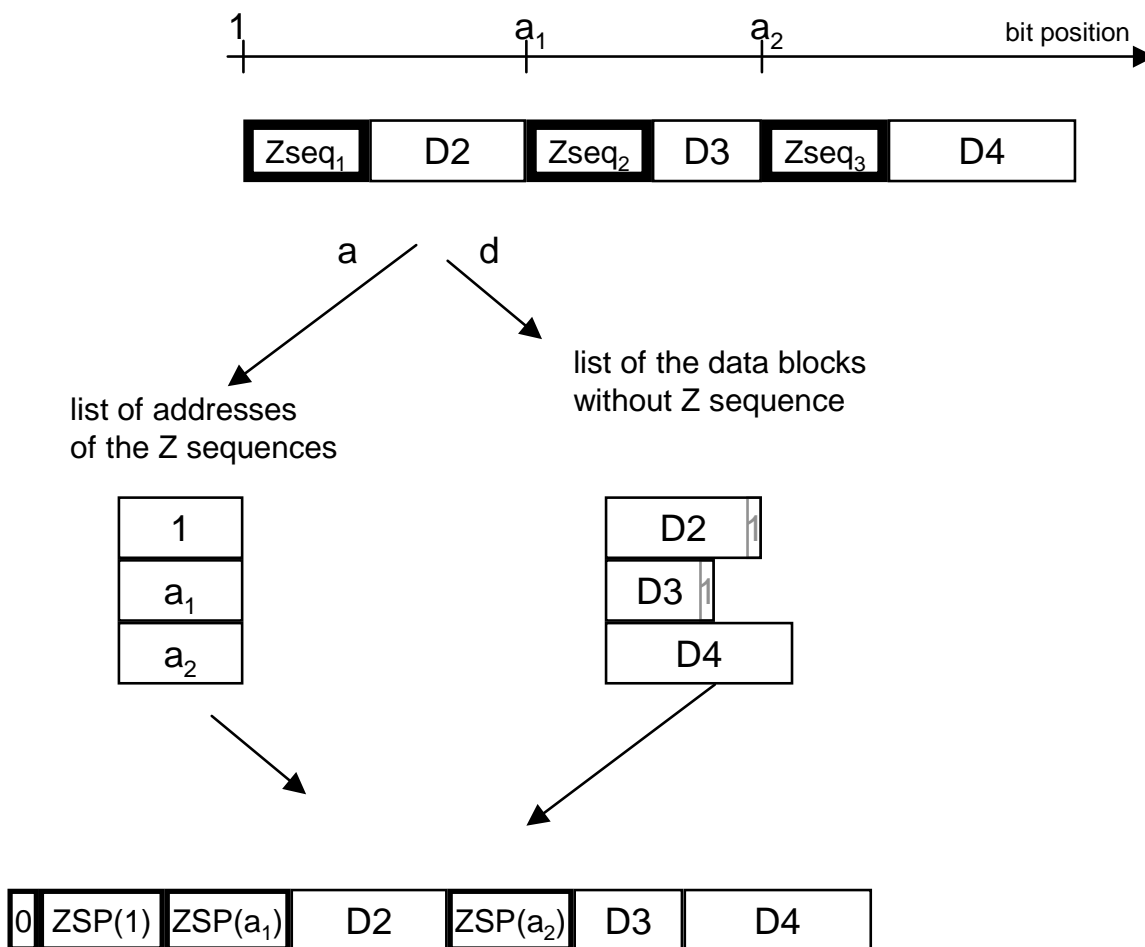 1 a₁ a₂ bit position
Zseq₁ D2 Zseq₂ D3 Zseq₃ D4
a d
list of the data blocks
without Z sequence
list of addresses
of the Z sequences
1
a₁
a₂
D2 1
D3 1
D4
0 ZSP(1) ZSP(a₁) D2 ZSP(a₂) D3 D4